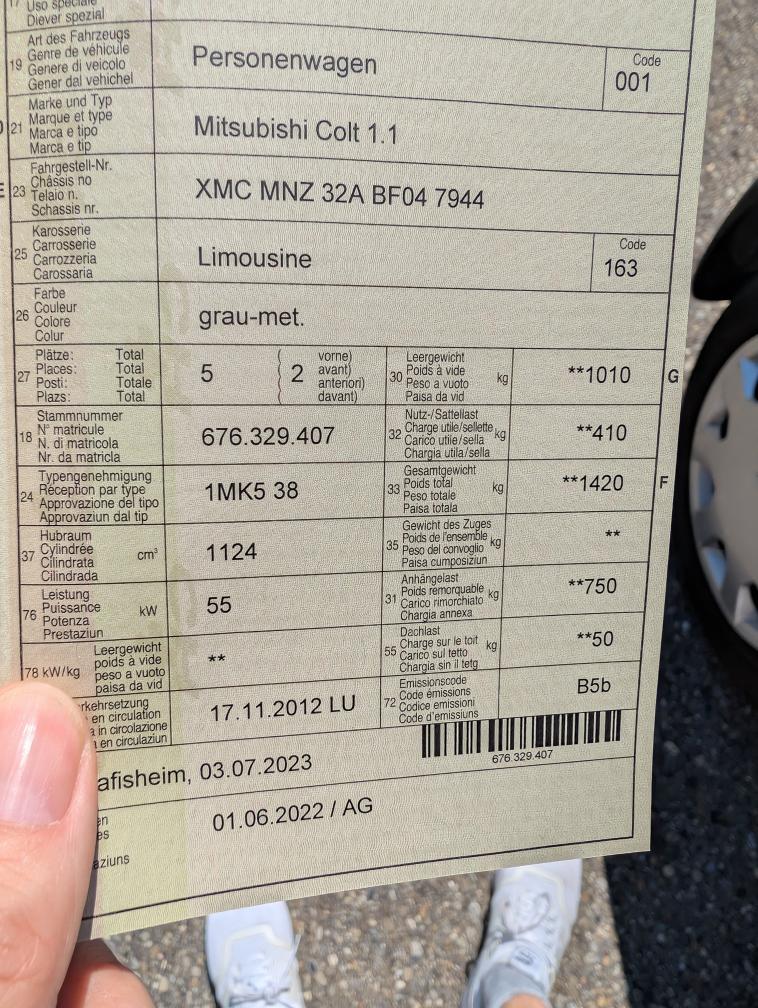 17 Uso speciale
Diever spezial
19 Art des Fahrzeugs
Genre de véhicule
Genere di veicolo
Gener dal vehichel
Personenwagen
Code
001
21 Marke und Typ
Marque et type
Marca e tipo
Marca e tip
Mitsubishi Colt 1.1
23 Fahrgestell-Nr.
Châssis no
Telaio n.
Schassis nr.
XMC MNZ 32A BF04 7944
E
25 Karosserie
Carrosserie
Carrozzeria
Carossaria
Limousine
Code
163
26 Farbe
Couleur
Colore
Colur
grau-met.
27 Plätze: Total
Places: Total
Posti: Totale
Plazs: Total
5 ( 2 vorne)
avant)
anteriori)
( davant)
30 Leergewicht
Poids à vide
Peso a vuoto kg
Paisa da vid
**1010 G
18 Stammnummer
N° matricule
N. di matricola
Nr. da matricla
676.329.407
32 Nutz-/Sattellast
Charge utile/sellette kg
Carico utile/sella
Chargia utila/sella
**410
24 Typengenehmigung
Réception par type
Approvazione del tipo
Approvaziun dal tip
1MK5 38
33 Gesamtgewicht
Poids total kg
Peso totale
Paisa totala
**1420 F
37 Hubraum
Cylindrée cm³
Cilindrata
Cilindrada
1124
35 Gewicht des Zuges
Poids de l'ensemble kg
Peso del convoglio
Paisa cumposiziun
**
76 Leistung
Puissance kW
Potenza
Prestaziun
55
31 Anhängelast
Poids remorquable kg
Carico rimorchiato
Chargia annexa
**750
78 kW/kg Leergewicht
poids à vide
peso a vuoto
paisa da vid
**
55 Dachlast
Charge sur le toit kg
Carico sul tetto
Chargia sin il tetg
**50
rkehrsetzung
en circulation
a in circolazione
en circulaziun
17.11.2012 LU
72 Emissionscode
Code émissions
Codice emissioni
Code d'emissiuns
B5b
676 329.407
afisheim, 03.07.2023
en
es
aziuns
01.06.2022 / AG